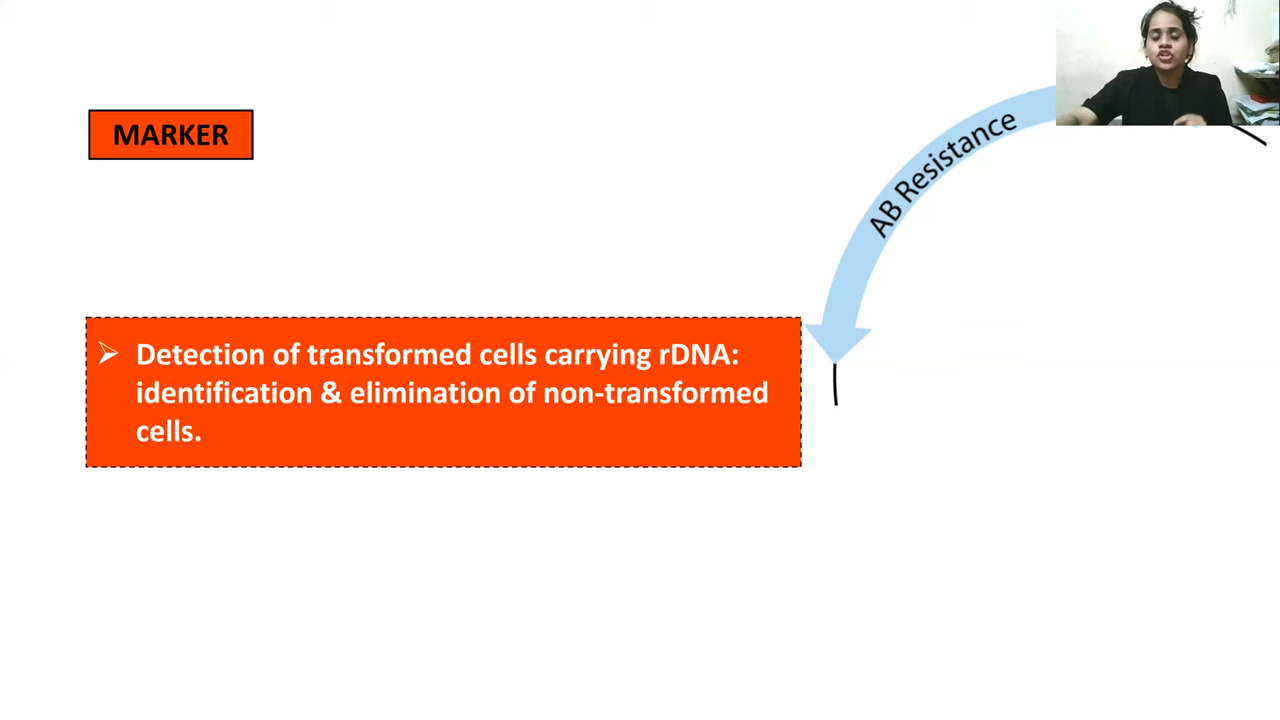 MARKER
AB Resistance
➢ Detection of transformed cells carrying rDNA:
identification & elimination of non-transformed
cells.